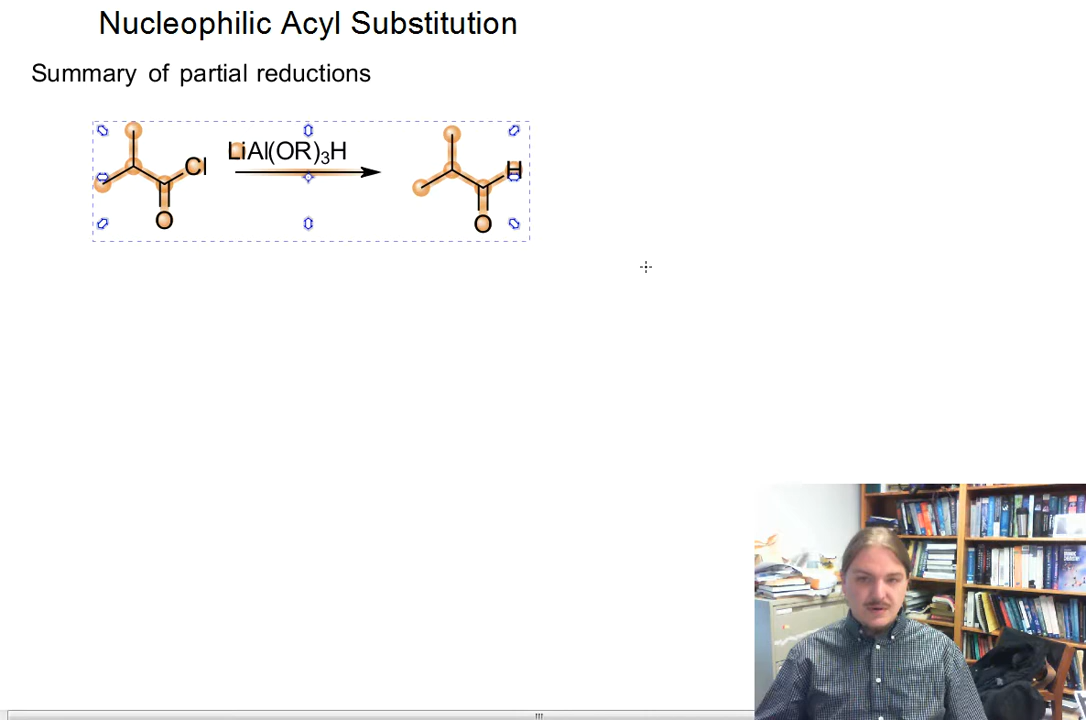 Nucleophilic Acyl Substitution
Summary of partial reductions
Cl
LiAl(OR)₃H
H
O
O